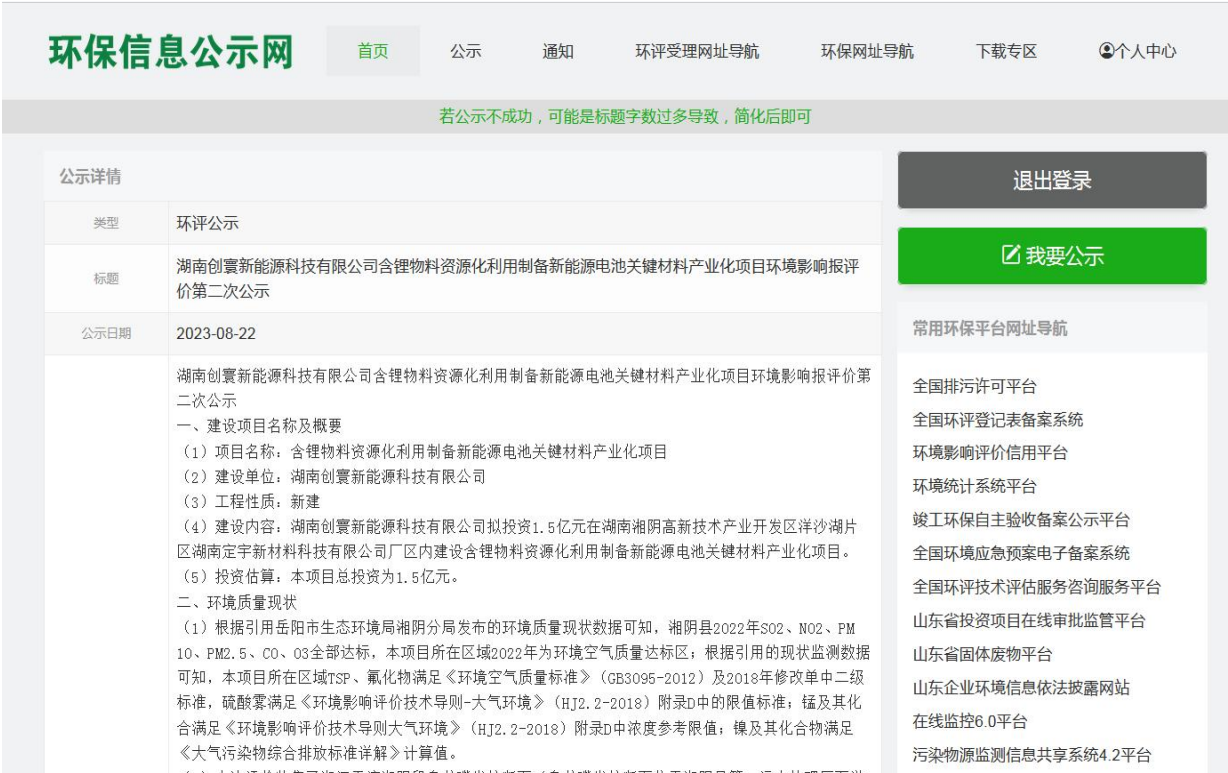 环保信息公示网
首页
公示
通知
环评受理网址导航
环保网址导航
下载专区
个人中心
若公示不成功，可能是标题字数过多导致，简化后即可
公示详情
类型
环评公示
标题
湖南创寰新能源科技有限公司含锂物料资源化利用制备新能源电池关键材料产业化项目环境影响报评
价第二次公示
公示日期
2023-08-22
湖南创寰新能源科技有限公司含锂物料资源化利用制备新能源电池关键材料产业化项目环境影响报评价第
二次公示
一、建设项目名称及概要
（1）项目名称：含锂物料资源化利用制备新能源电池关键材料产业化项目
（2）建设单位：湖南创寰新能源科技有限公司
（3）工程性质：新建
（4）建设内容：湖南创寰新能源科技有限公司拟投资1.5亿元在湖南湘阴高新技术产业开发区洋沙湖片
区湖南定宇新材料科技有限公司厂区内建设含锂物料资源化利用制备新能源电池关键材料产业化项目。
（5）投资估算：本项目总投资为1.5亿元。
二、环境质量现状
（1）根据引用岳阳市生态环境局湘阴分局发布的环境质量现状数据可知，湘阴县2022年SO2、NO2、PM
10、PM2.5、CO、O3全部达标，本项目所在区域2022年为环境空气质量达标区；根据引用的现状监测数据
可知，本项目所在区域TSP、氟化物满足《环境空气质量标准》（GB3095-2012）及2018年修改单中二级
标准，硫酸雾满足《环境影响评价技术导则-大气环境》（HJ2.2-2018）附录D中的限值标准；锰及其化
合满足《环境影响评价技术导则大气环境》（HJ2.2-2018）附录D中浓度参考限值；镍及其化合物满足
《大气污染物综合排放标准详解》计算值。
退出登录
我要公示
常用环保平台网址导航
全国排污许可平台
全国环评登记表备案系统
环境影响评价信用平台
环境统计系统平台
竣工环保自主验收备案公示平台
全国环境应急预案电子备案系统
全国环评技术评估服务咨询服务平台
山东省投资项目在线审批监管平台
山东省固体废物平台
山东企业环境信息依法披露网站
在线监控6.0平台
污染物源监测信息共享系统4.2平台